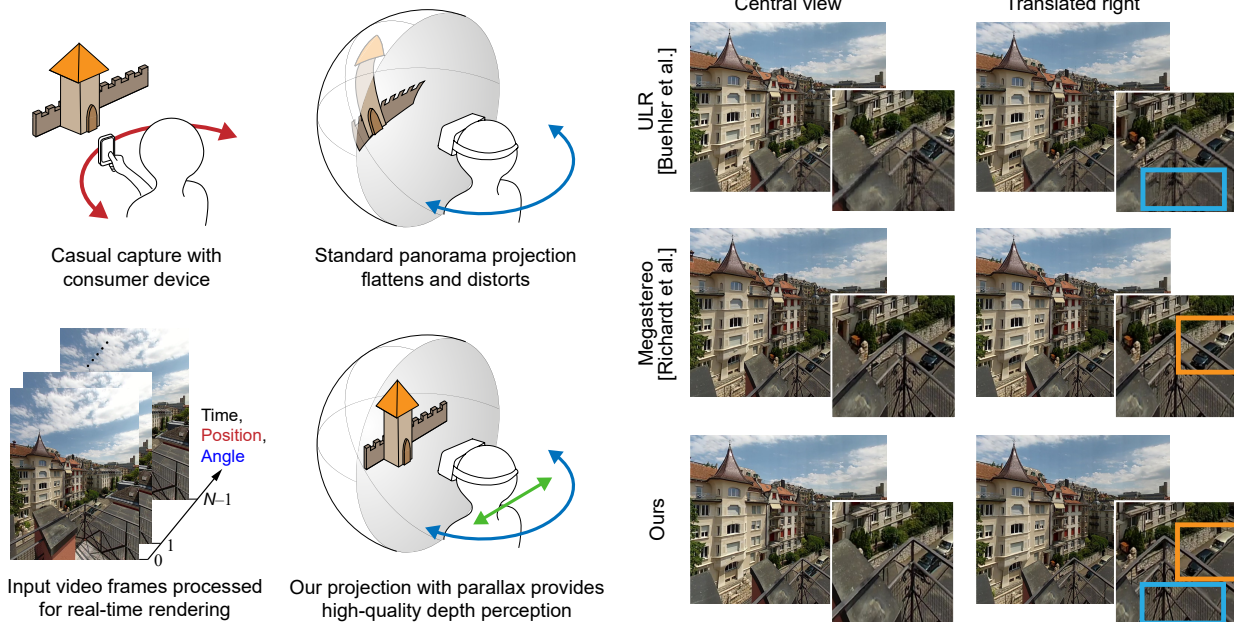 Central view
Translated right
Casual capture with
consumer device
Standard panorama projection
flattens and distorts
Time,
Position,
Angle
N–1
1
0
Input video frames processed
for real-time rendering
Our projection with parallax provides
high-quality depth perception
ULR
[Buehler et al.]
Megastereo
[Richardt et al.]
Ours